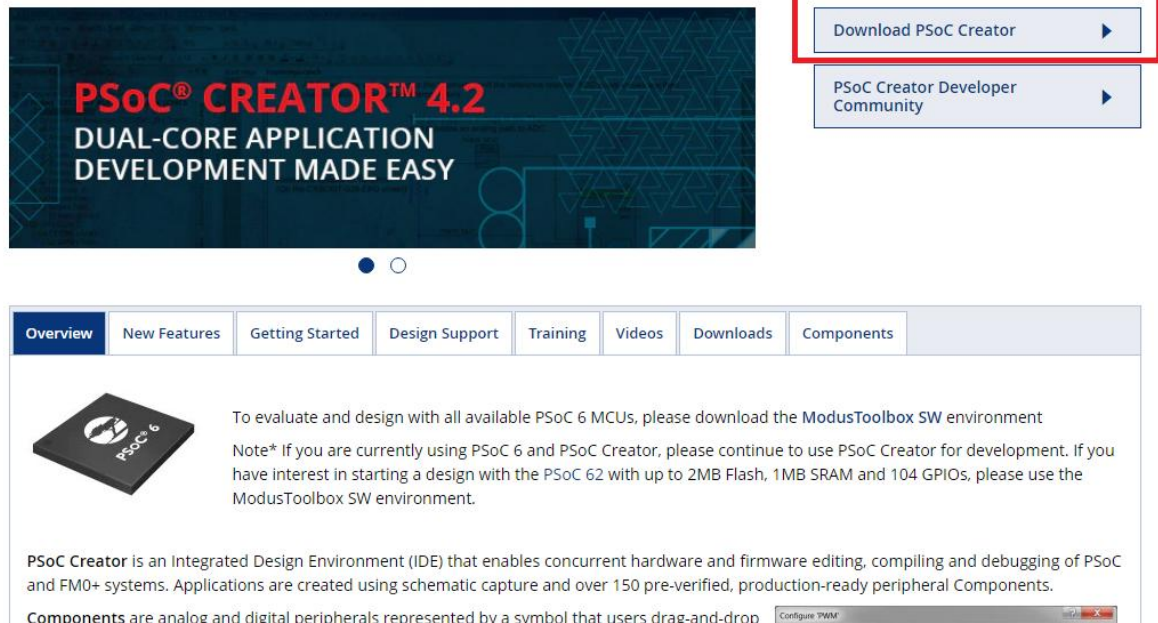 PSoC® CREATOR™ 4.2
DUAL-CORE APPLICATION
DEVELOPMENT MADE EASY
Download PSoC Creator
PSoC Creator Developer
Community
Overview
New Features
Getting Started
Design Support
Training
Videos
Downloads
Components
PSoC® 6
To evaluate and design with all available PSoC 6 MCUs, please download the ModusToolbox SW environment
Note* If you are currently using PSoC 6 and PSoC Creator, please continue to use PSoC Creator for development. If you
have interest in starting a design with the PSoC 62 with up to 2MB Flash, 1MB SRAM and 104 GPIOs, please use the
ModusToolbox SW environment.
PSoC Creator is an Integrated Design Environment (IDE) that enables concurrent hardware and firmware editing, compiling and debugging of PSoC
and FM0+ systems. Applications are created using schematic capture and over 150 pre-verified, production-ready peripheral Components.
Components are analog and digital peripherals represented by a symbol that users drag-and-drop
Configure 'PWM'